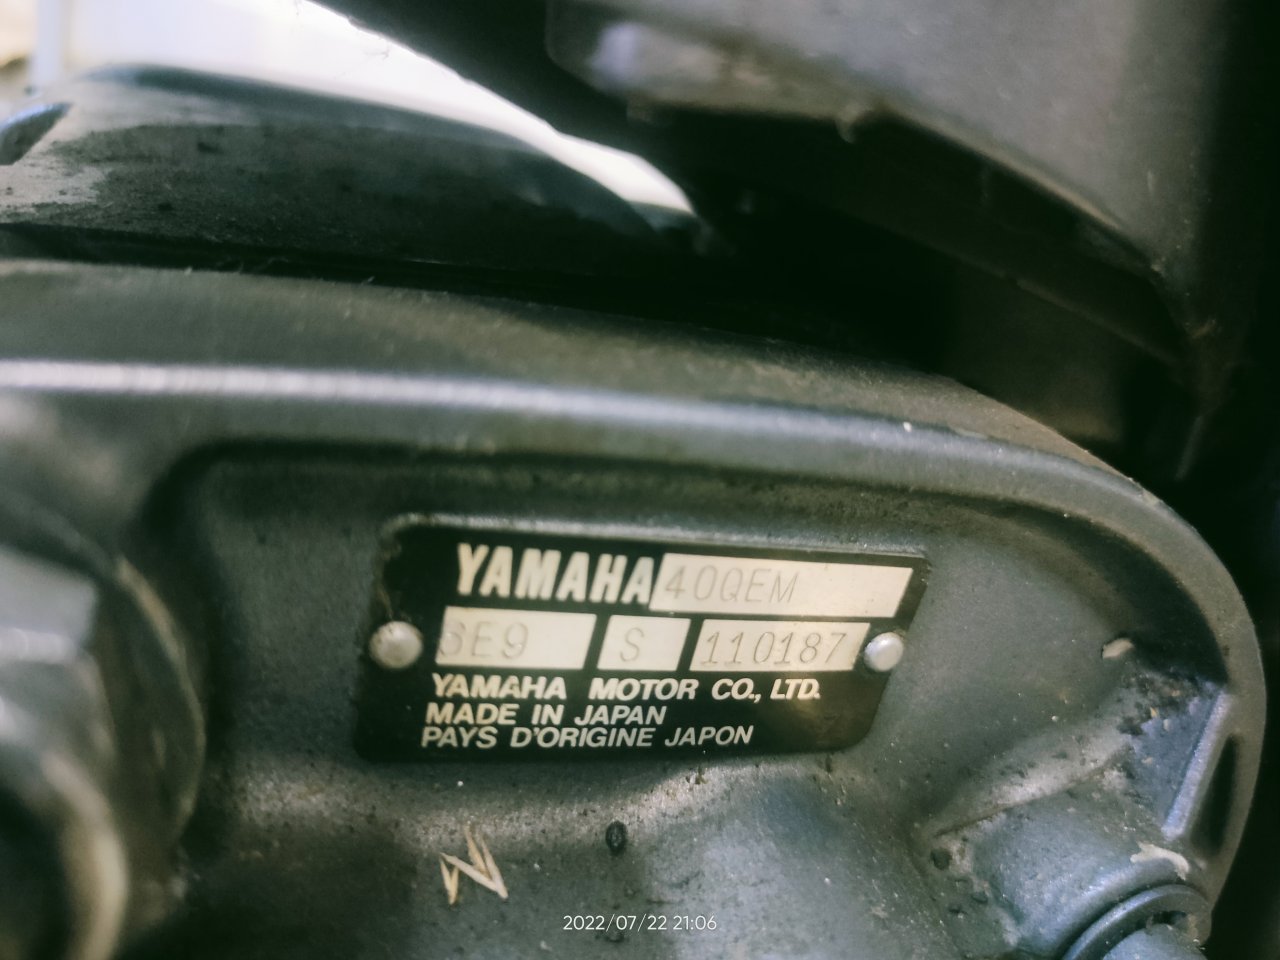 YAMAHA 40QEM
6E9 S 110187
YAMAHA MOTOR CO., LTD.
MADE IN JAPAN
PAYS D'ORIGINE JAPON
N
2022/07/22 21:06